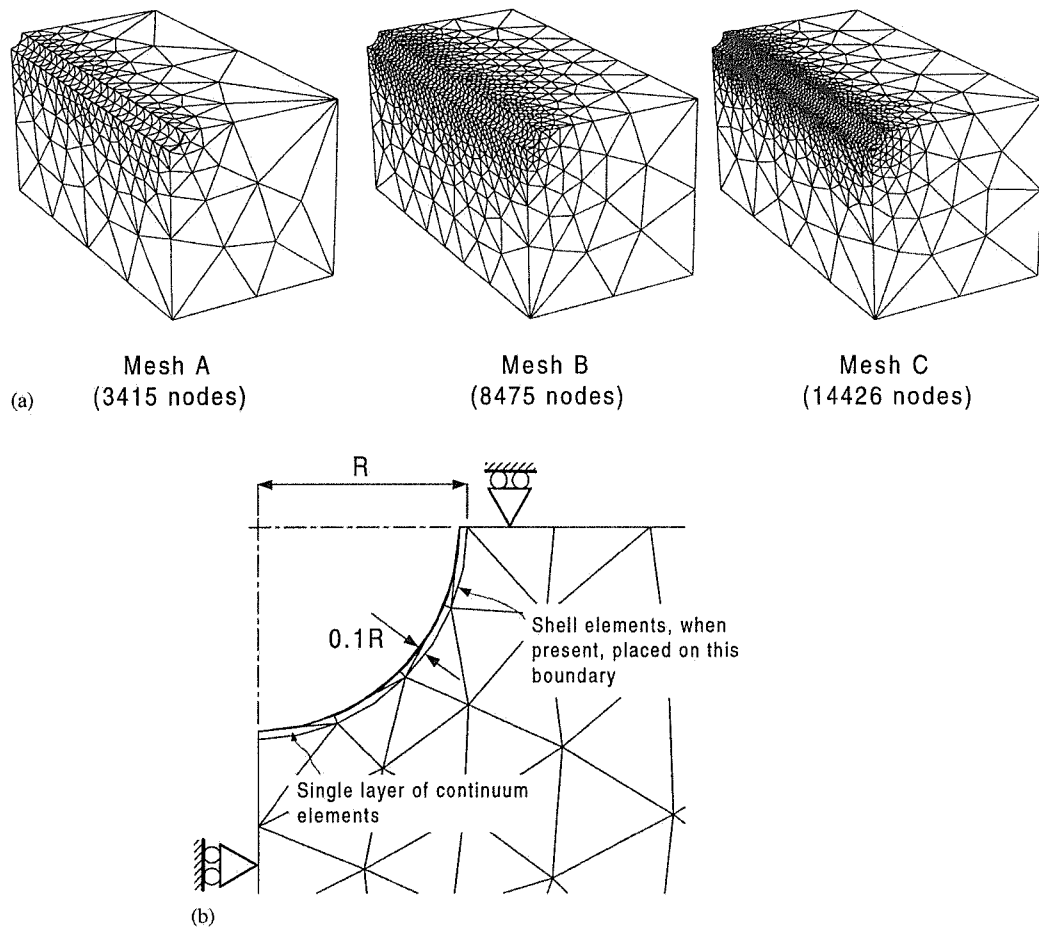 Mesh A
(3415 nodes)
Mesh B
(8475 nodes)
Mesh C
(14426 nodes)
(a)
R
0.1R
Shell elements, when
present, placed on this
boundary
Single layer of continuum
elements
(b)